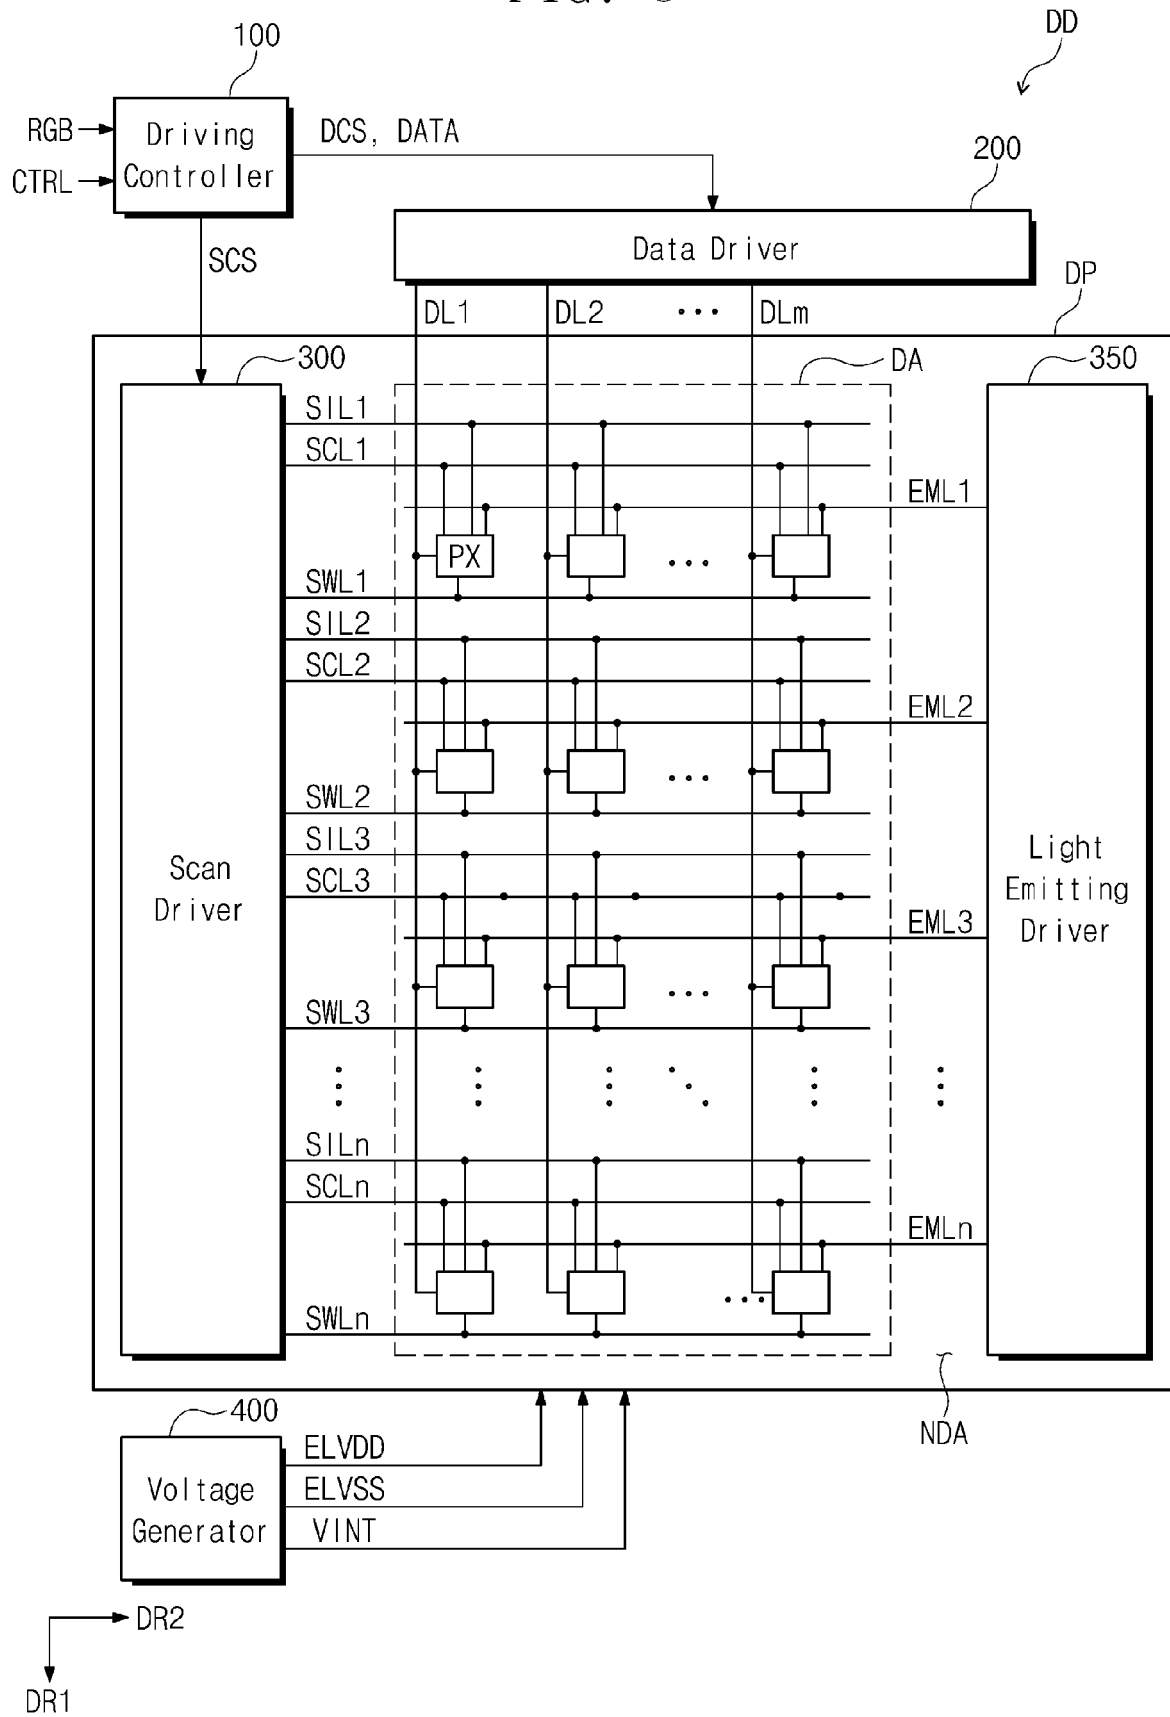 DD
100
RGB
CTRL
Driving
Controller
DCS, DATA
200
Data Driver
SCS
DL1
DL2
DLm
DP
300
DA
350
SIL1
SCL1
EML1
PX
SWL1
SIL2
SCL2
EML2
SWL2
SIL3
SCL3
EML3
SWL3
Scan
Driver
Light
Emitting
Driver
SILn
SCLn
EMLn
SWLn
400
NDA
Voltage
Generator
ELVDD
ELVSS
VINT
DR2
DR1